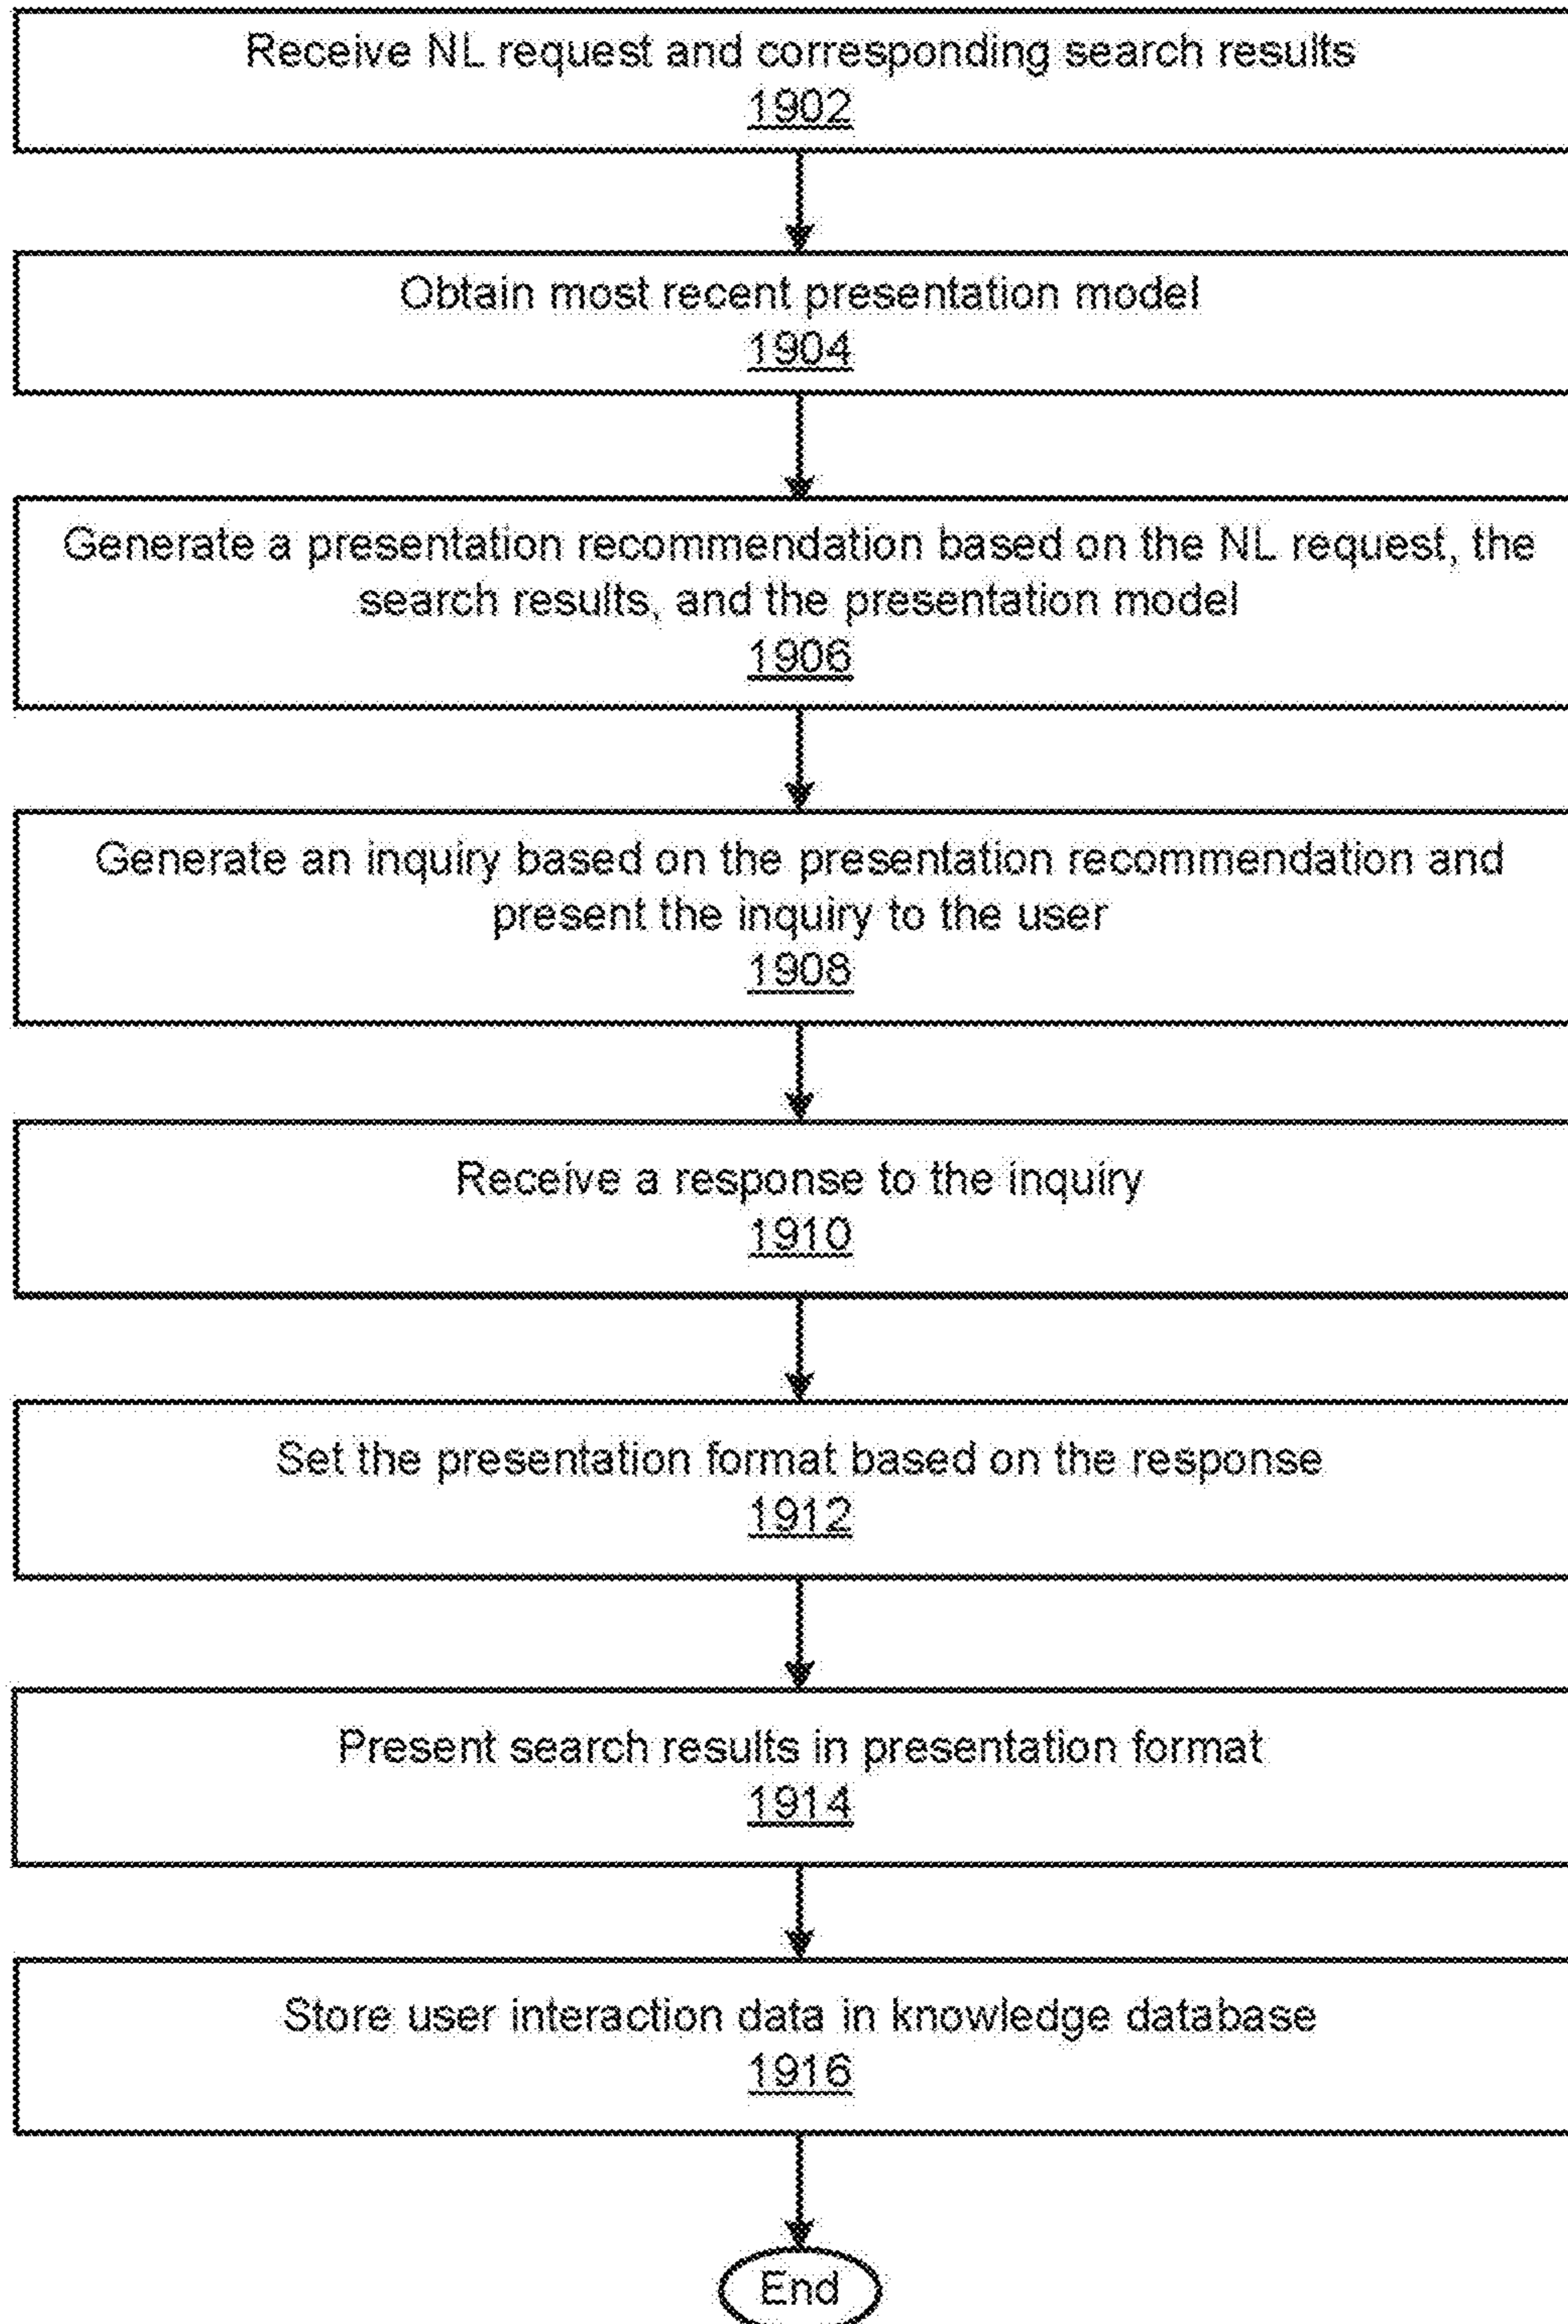 Receive NL request and corresponding search results
1902
Obtain most recent presentation model
1904
Generate a presentation recommendation based on the NL request, the
search results, and the presentation model
1906
Generate an inquiry based on the presentation recommendation and
present the inquiry to the user
1908
Receive a response to the inquiry
1910
Set the presentation format based on the response
1912
Present search results in presentation format
1914
Store user interaction data in knowledge database
1916
End